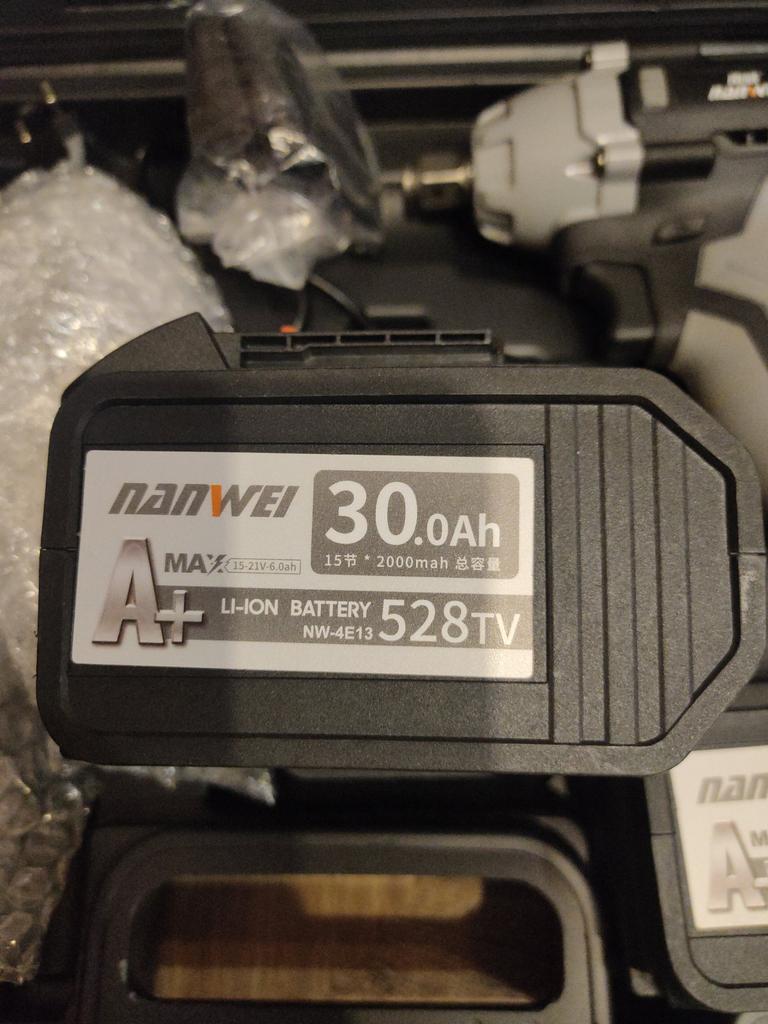 NANWEI
30.0Ah
15节 * 2000mah 总容量
MAX 15-21V-6.0ah
A+
LI-ION BATTERY
NW-4E13
528TV
nan
A